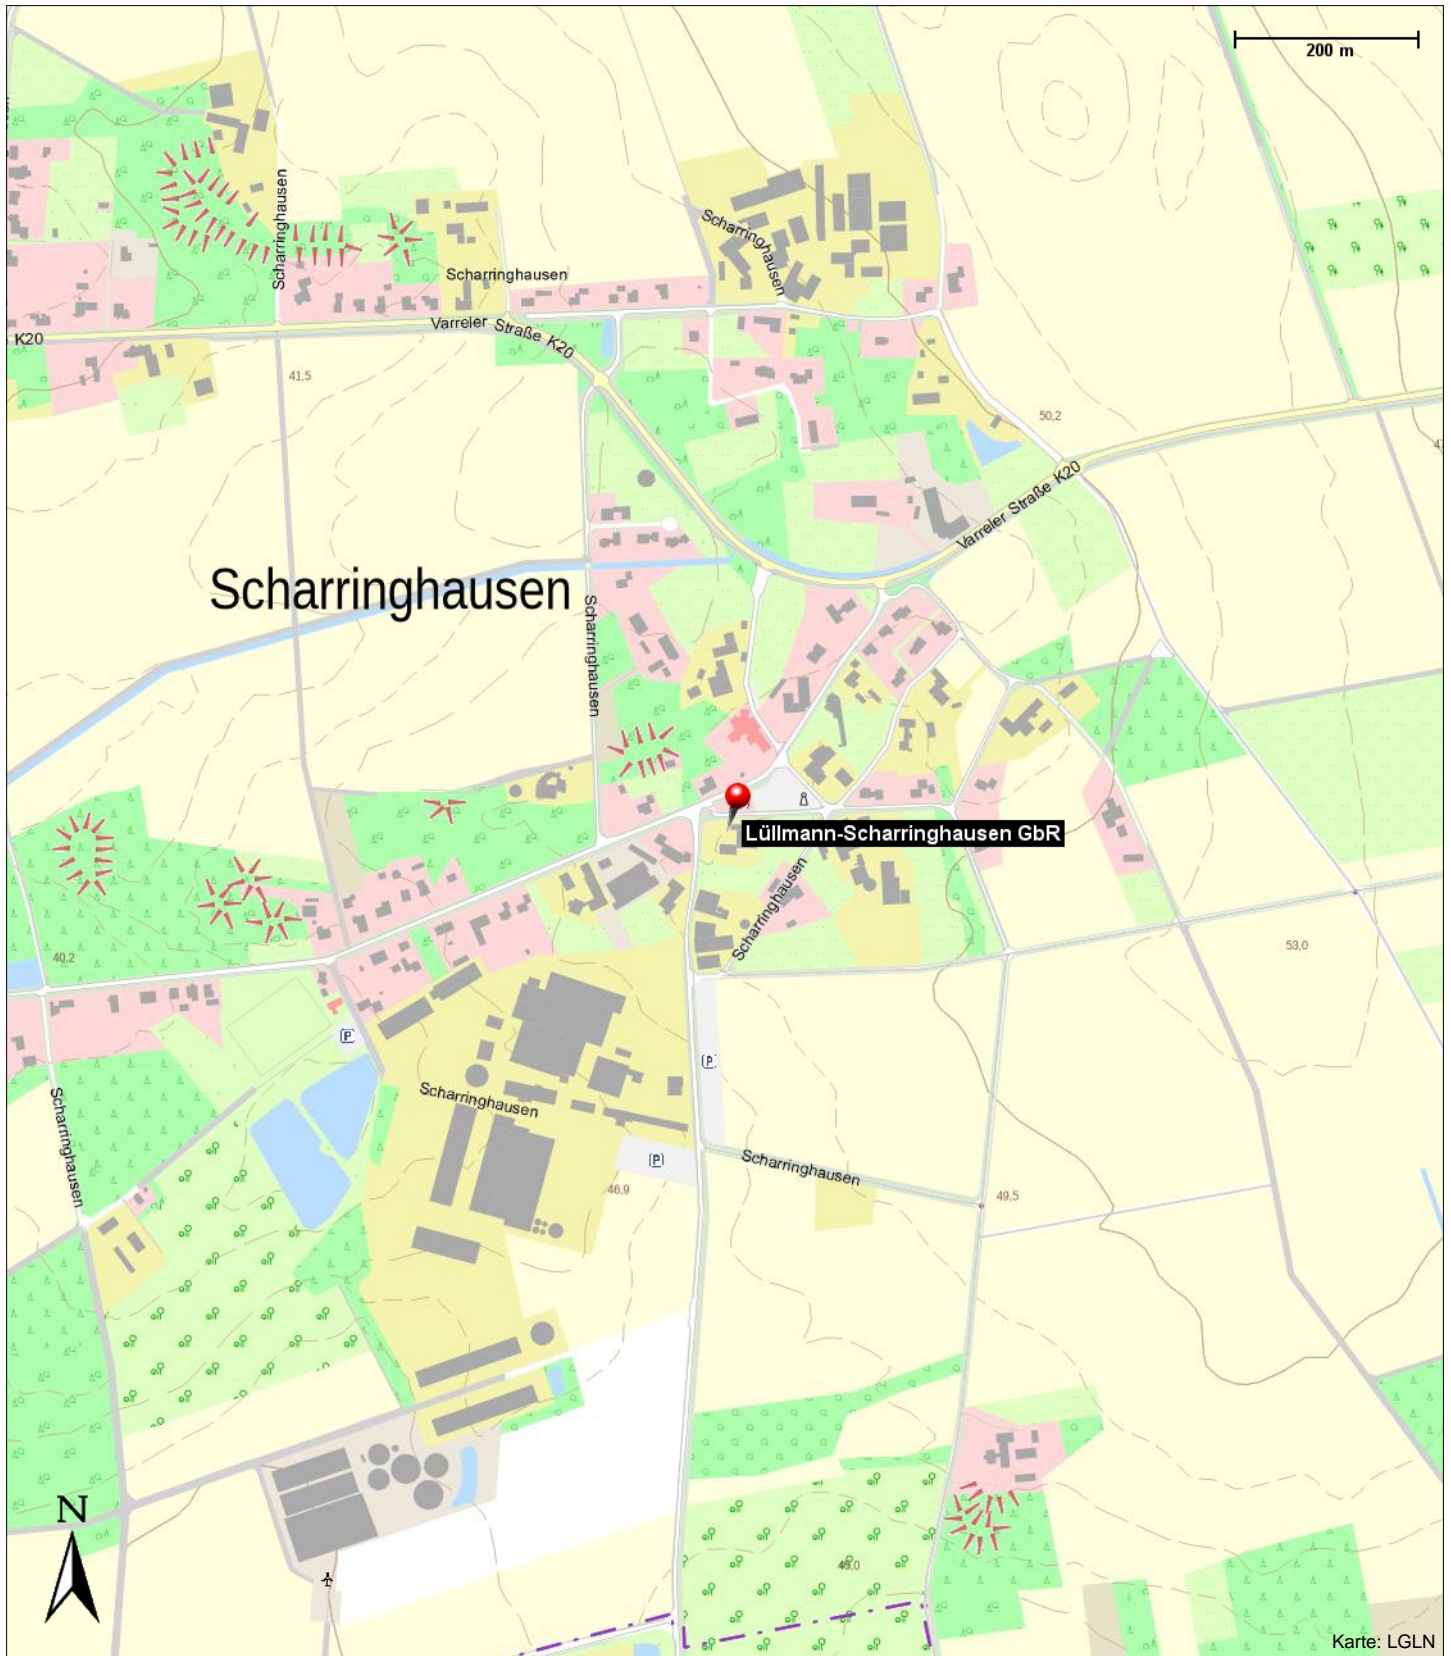 200 m
Scharringhausen
Scharringhausen
Scharringhausen
K20
Varreler Straße K20
41,5
50,2
Varreler Straße K20
Scharringhausen
Scharringhausen
Lüllmann-Scharringhausen GbR
Scharringhausen
40,2
53,0
P
P
Scharringhausen
Scharringhausen
P
Scharringhausen
46,9
49,5
N
Karte: LGLN